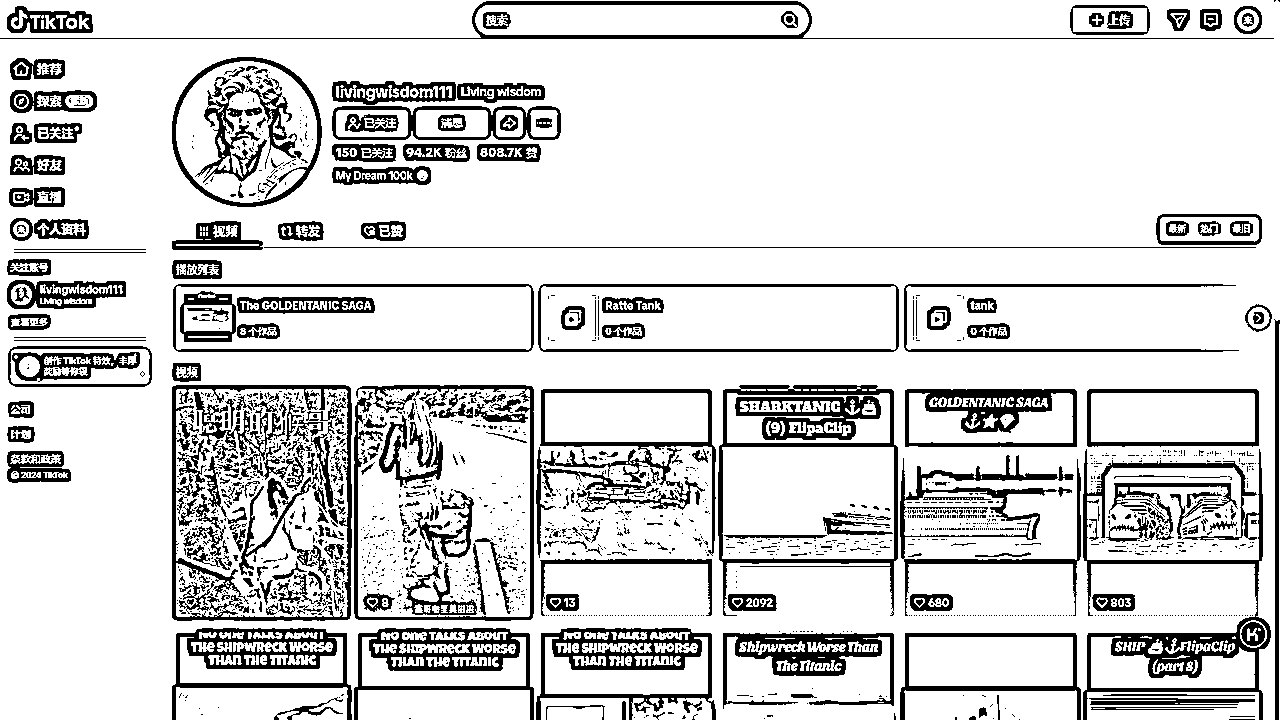 TikTok
搜索
上传
推荐
探索
已关注
好友
直播
个人资料
关注账号
livingwisdom111
Living wisdom
查看更多
创作 TikTok 特效，丰厚
奖励等你领
公司
计划
条款和政策
© 2024 TikTok
livingwisdom111 Living wisdom
已关注 消息
150 已关注 94.2K 粉丝 808.7K 赞
My Dream 100k
视频 转发 已赞
最新 热门 最旧
播放列表
The GOLDENTANIC SAGA
8 个作品
Ratte Tank
0 个作品
tank
0 个作品
视频
聪明的猴哥
8
13
SHARKTANIC
(9) FlipaClip
2092
GOLDENTANIC SAGA
680
803
No one TALKS ABOUT
THE SHIPWRECK WORSE
THAN THE TITANIC
No one TALKS ABOUT
THE SHIPWRECK WORSE
THAN THE TITANIC
No one TALKS ABOUT
THE SHIPWRECK WORSE
THAN THE TITANIC
Shipwreck Worse Than
The Titanic
SHIP FlipaClip
(part 8)